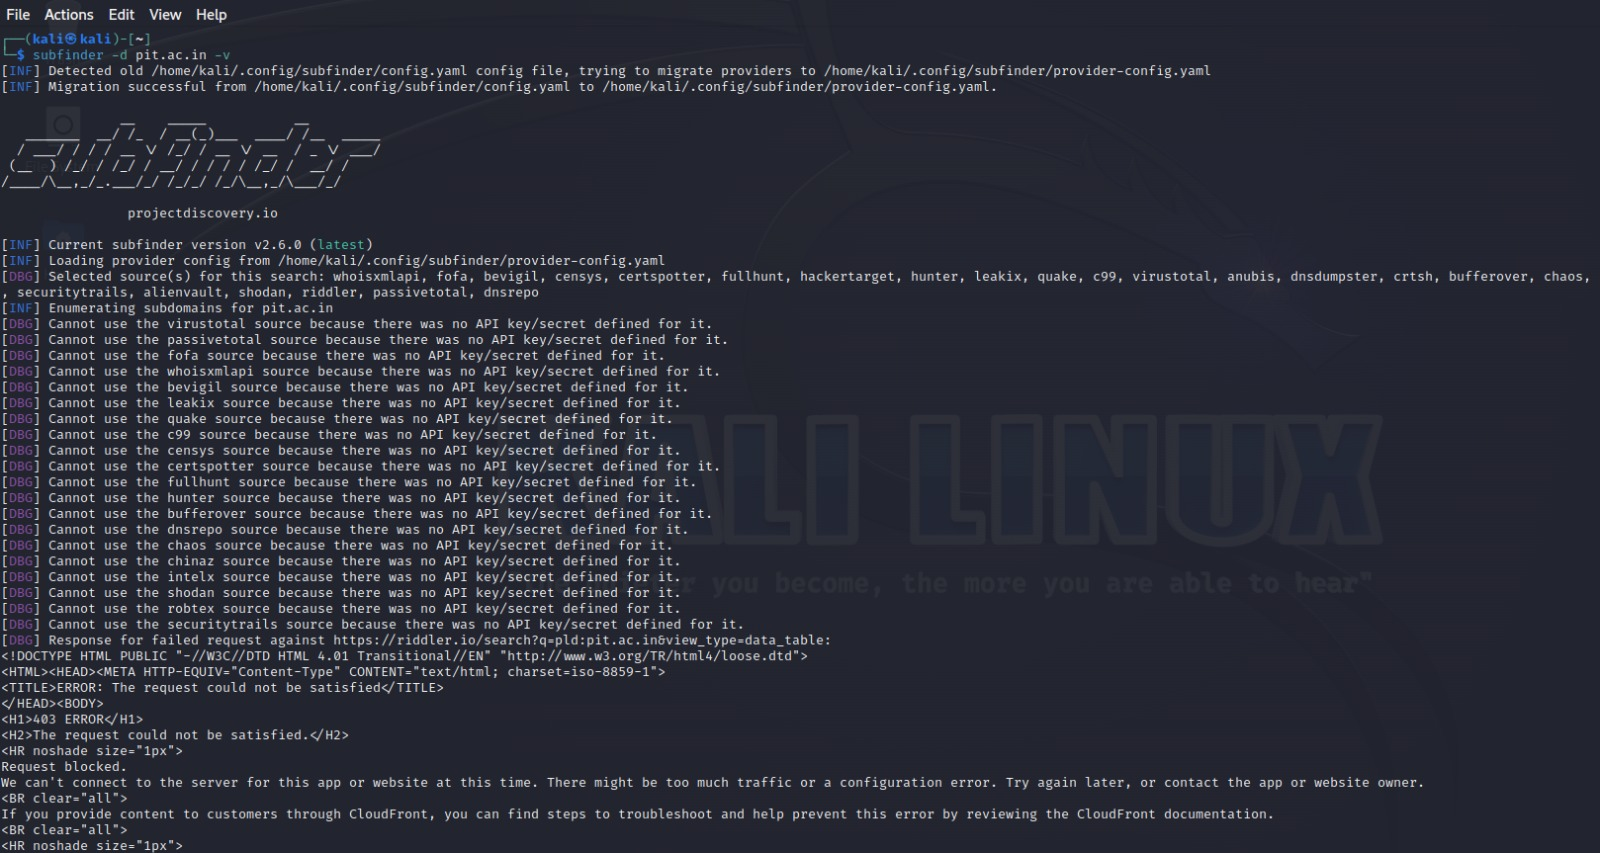 File Actions Edit View Help
┌──(kali㉿kali)-[~]
└─$ subfinder -d pit.ac.in -v
[INF] Detected old /home/kali/.config/subfinder/config.yaml config file, trying to migrate providers to /home/kali/.config/subfinder/provider-config.yaml
[INF] Migration successful from /home/kali/.config/subfinder/config.yaml to /home/kali/.config/subfinder/provider-config.yaml.
subfinder
projectdiscovery.io
[INF] Current subfinder version v2.6.0 (latest)
[INF] Loading provider config from /home/kali/.config/subfinder/provider-config.yaml
[DBG] Selected source(s) for this search: whoisxmlapi, fofa, bevigil, censys, certspotter, fullhunt, hackertarget, hunter, leakix, quake, c99, virustotal, anubis, dnsdumpster, crtsh, bufferover, chaos,
, securitytrails, alienvault, shodan, riddler, passivetotal, dnsrepo
[INF] Enumerating subdomains for pit.ac.in
[DBG] Cannot use the virustotal source because there was no API key/secret defined for it.
[DBG] Cannot use the passivetotal source because there was no API key/secret defined for it.
[DBG] Cannot use the fofa source because there was no API key/secret defined for it.
[DBG] Cannot use the whoisxmlapi source because there was no API key/secret defined for it.
[DBG] Cannot use the bevigil source because there was no API key/secret defined for it.
[DBG] Cannot use the leakix source because there was no API key/secret defined for it.
[DBG] Cannot use the quake source because there was no API key/secret defined for it.
[DBG] Cannot use the c99 source because there was no API key/secret defined for it.
[DBG] Cannot use the censys source because there was no API key/secret defined for it.
[DBG] Cannot use the certspotter source because there was no API key/secret defined for it.
[DBG] Cannot use the fullhunt source because there was no API key/secret defined for it.
[DBG] Cannot use the hunter source because there was no API key/secret defined for it.
[DBG] Cannot use the bufferover source because there was no API key/secret defined for it.
[DBG] Cannot use the dnsrepo source because there was no API key/secret defined for it.
[DBG] Cannot use the chaos source because there was no API key/secret defined for it.
[DBG] Cannot use the chinaz source because there was no API key/secret defined for it.
[DBG] Cannot use the intelx source because there was no API key/secret defined for it.
[DBG] Cannot use the shodan source because there was no API key/secret defined for it.
[DBG] Cannot use the robtex source because there was no API key/secret defined for it.
[DBG] Cannot use the securitytrails source because there was no API key/secret defined for it.
[DBG] Response for failed request against https://riddler.io/search?q=pld:pit.ac.in&view_type=data_table:
<!DOCTYPE HTML PUBLIC "-//W3C//DTD HTML 4.01 Transitional//EN" "http://www.w3.org/TR/html4/loose.dtd">
<HTML><HEAD><META HTTP-EQUIV="Content-Type" CONTENT="text/html; charset=iso-8859-1">
<TITLE>ERROR: The request could not be satisfied</TITLE>
</HEAD><BODY>
<H1>403 ERROR</H1>
<H2>The request could not be satisfied.</H2>
<HR noshade size="1px">
Request blocked.
We can't connect to the server for this app or website at this time. There might be too much traffic or a configuration error. Try again later, or contact the app or website owner.
<BR clear="all">
If you provide content to customers through CloudFront, you can find steps to troubleshoot and help prevent this error by reviewing the CloudFront documentation.
<BR clear="all">
<HR noshade size="1px">
KALI LINUX
you become, the more you are able to hear"